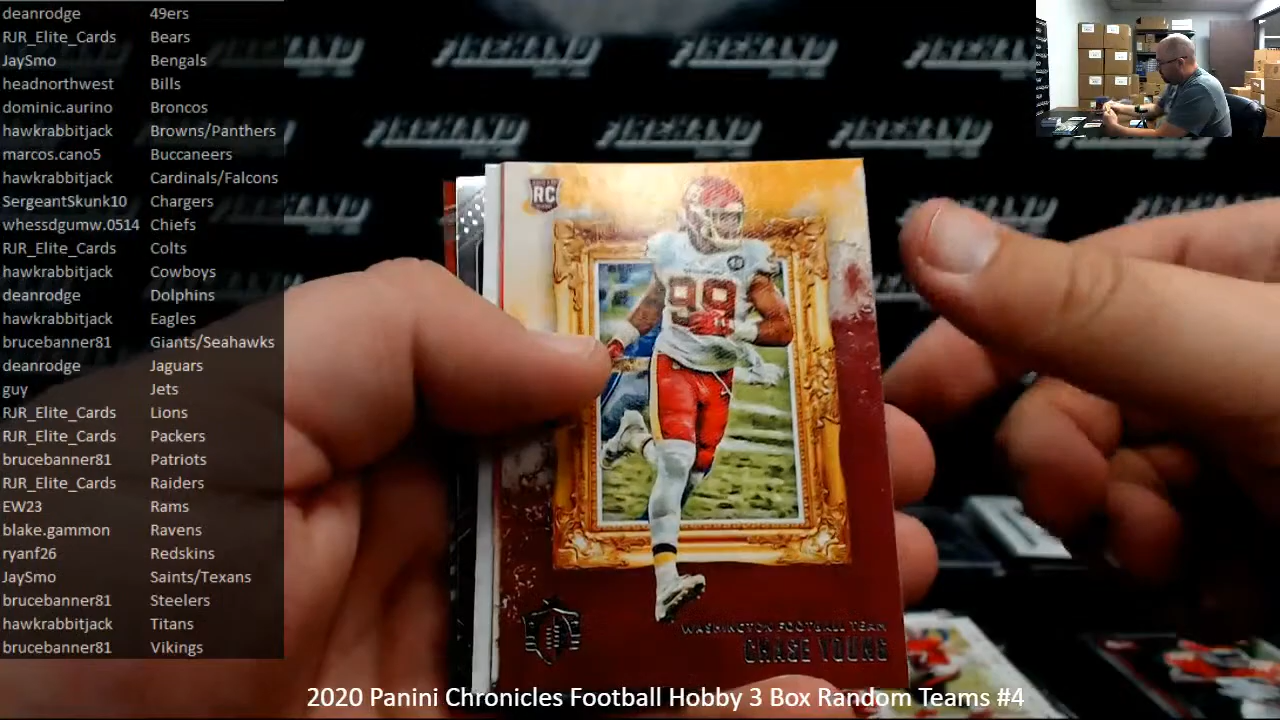 deanrodge 49ers
RJR_Elite_Cards Bears
JaySmo Bengals
headnorthwest Bills
dominic.aurino Broncos
hawkrabbitjack Browns/Panthers
marcos.cano5 Buccaneers
hawkrabbitjack Cardinals/Falcons
SergeantSkunk10 Chargers
whessdgumw.0514 Chiefs
RJR_Elite_Cards Colts
hawkrabbitjack Cowboys
deanrodge Dolphins
hawkrabbitjack Eagles
brucebanner81 Giants/Seahawks
deanrodge Jaguars
guy Jets
RJR_Elite_Cards Lions
RJR_Elite_Cards Packers
brucebanner81 Patriots
RJR_Elite_Cards Raiders
EW23 Rams
blake.gammon Ravens
ryanf26 Redskins
JaySmo Saints/Texans
brucebanner81 Steelers
hawkrabbitjack Titans
brucebanner81 Vikings
RC
99
WASHINGTON FOOTBALL TEAM
CHASE YOUNG
2020 Panini Chronicles Football Hobby 3 Box Random Teams #4